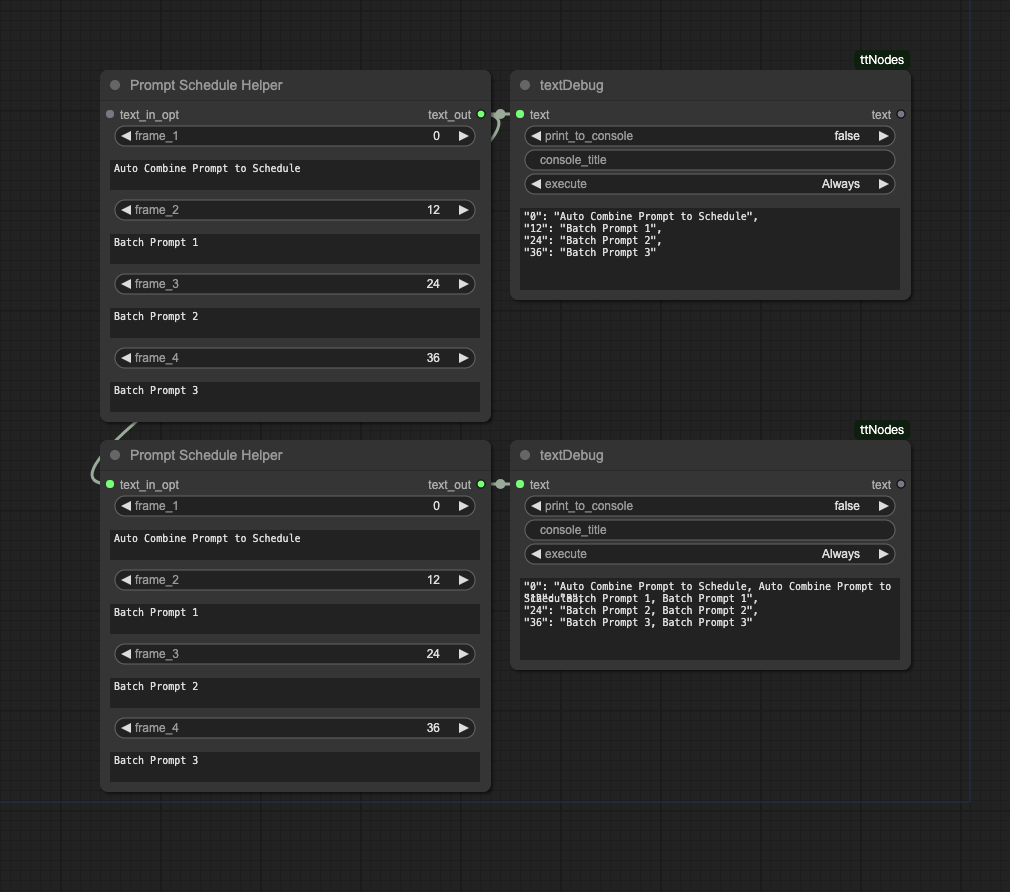 ttNodes
Prompt Schedule Helper
textDebug
text_in_opt
text_out
text
text
frame_1
0
print_to_console
false
Auto Combine Prompt to Schedule
console_title
execute
Always
frame_2
12
"0": "Auto Combine Prompt to Schedule",
"12": "Batch Prompt 1",
"24": "Batch Prompt 2",
"36": "Batch Prompt 3"
Batch Prompt 1
frame_3
24
Batch Prompt 2
frame_4
36
Batch Prompt 3
ttNodes
Prompt Schedule Helper
textDebug
text_in_opt
text_out
text
text
frame_1
0
print_to_console
false
Auto Combine Prompt to Schedule
console_title
execute
Always
frame_2
12
"0": "Auto Combine Prompt to Schedule, Auto Combine Prompt to
Schedule",
"12": "Batch Prompt 1, Batch Prompt 1",
"24": "Batch Prompt 2, Batch Prompt 2",
"36": "Batch Prompt 3, Batch Prompt 3"
Batch Prompt 1
frame_3
24
Batch Prompt 2
frame_4
36
Batch Prompt 3